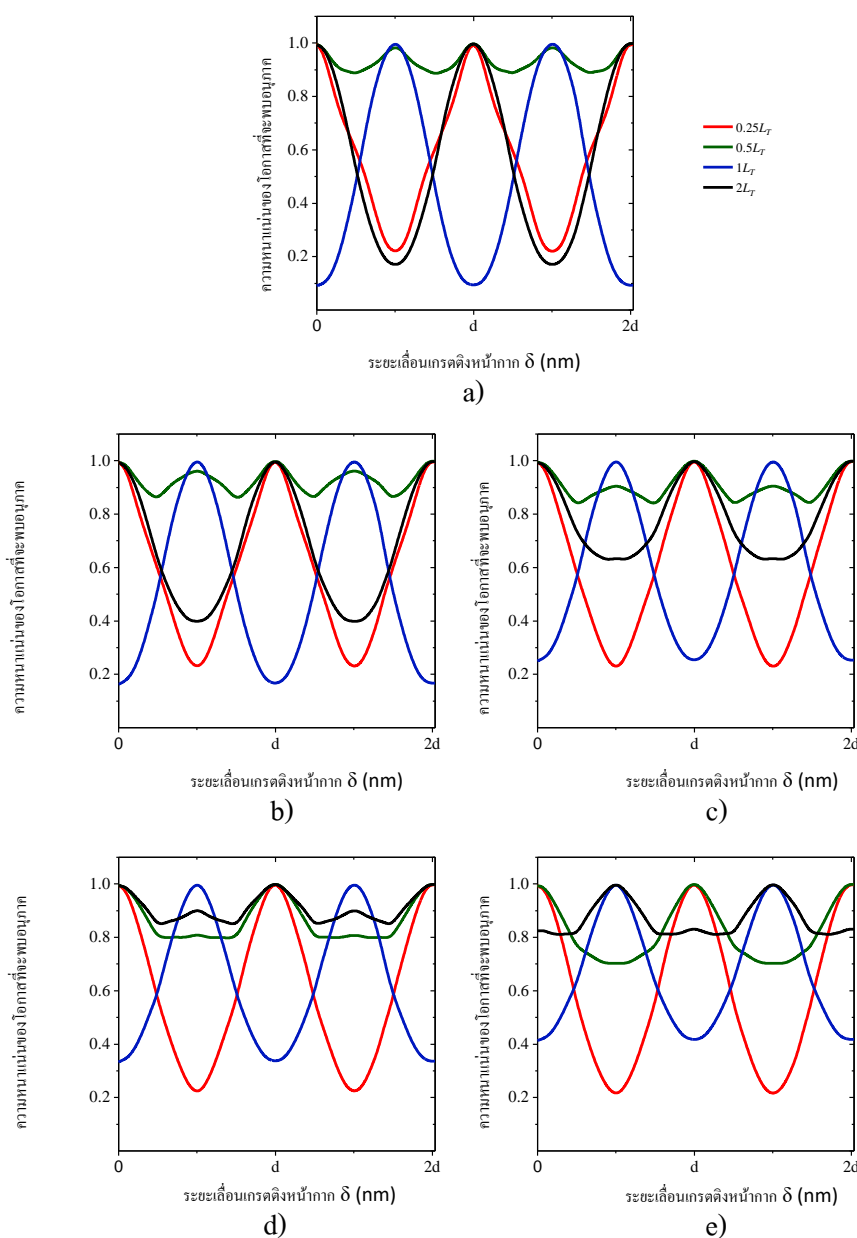 ความหนาแน่นของโอกาสที่จะพบอนุภาค
1.0
0.8
0.6
0.4
0.2
0
d
2d
ระยะเลื่อนเกรตติงหน้ากาก δ (nm)
a)
0.25L_T
0.5L_T
1L_T
2L_T
ความหนาแน่นของโอกาสที่จะพบอนุภาค
1.0
0.8
0.6
0.4
0.2
0
d
2d
ระยะเลื่อนเกรตติงหน้ากาก δ (nm)
b)
ความหนาแน่นของโอกาสที่จะพบอนุภาค
1.0
0.8
0.6
0.4
0.2
0
d
2d
ระยะเลื่อนเกรตติงหน้ากาก δ (nm)
c)
ความหนาแน่นของโอกาสที่จะพบอนุภาค
1.0
0.8
0.6
0.4
0.2
0
d
2d
ระยะเลื่อนเกรตติงหน้ากาก δ (nm)
d)
ความหนาแน่นของโอกาสที่จะพบอนุภาค
1.0
0.8
0.6
0.4
0.2
0
d
2d
ระยะเลื่อนเกรตติงหน้ากาก δ (nm)
e)